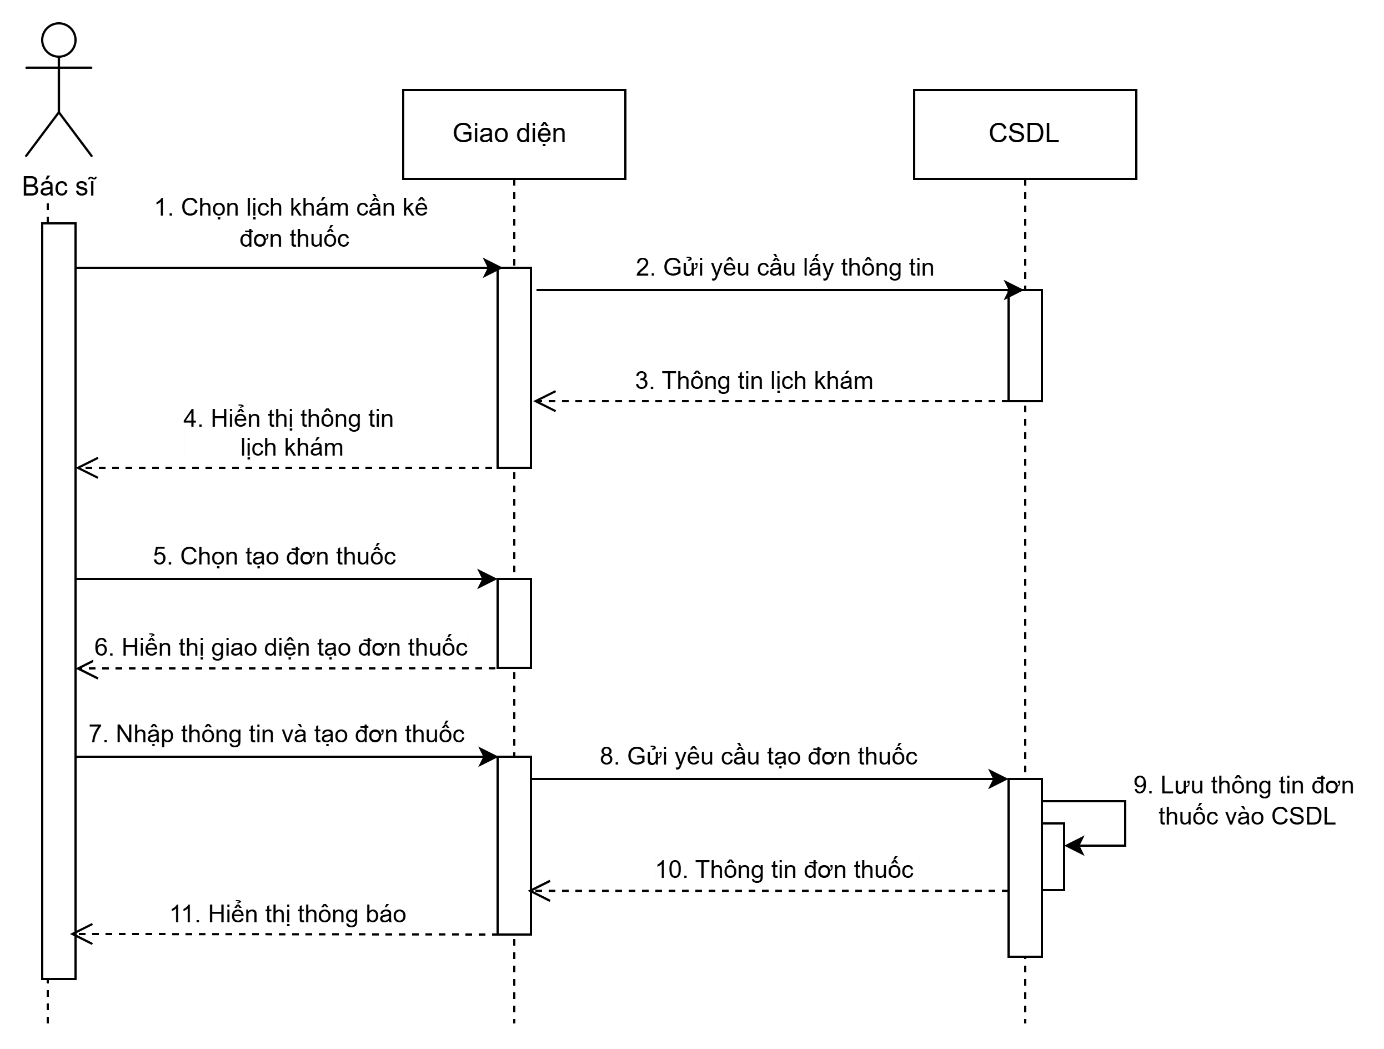 Bác sĩ
Giao diện
CSDL
1. Chọn lịch khám cần kê
đơn thuốc
2. Gửi yêu cầu lấy thông tin
3. Thông tin lịch khám
4. Hiển thị thông tin
lịch khám
5. Chọn tạo đơn thuốc
6. Hiển thị giao diện tạo đơn thuốc
7. Nhập thông tin và tạo đơn thuốc
8. Gửi yêu cầu tạo đơn thuốc
9. Lưu thông tin đơn
thuốc vào CSDL
10. Thông tin đơn thuốc
11. Hiển thị thông báo